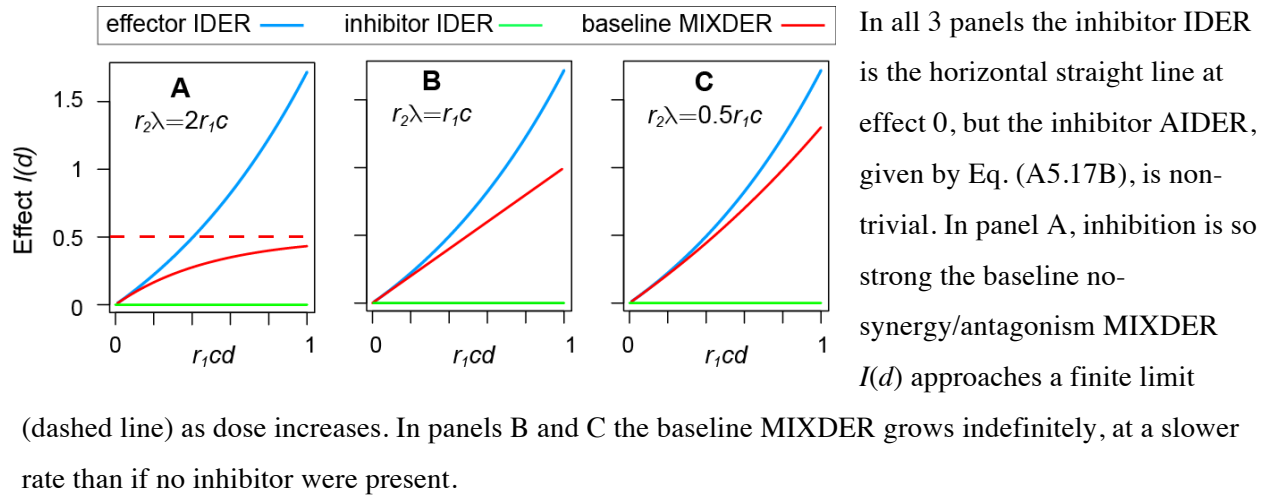 effector IDER inhibitor IDER baseline MIXDER
A
r₂λ=2r₁c
B
r₂λ=r₁c
C
r₂λ=0.5r₁c
Effect I(d)
1.5
1
0.5
0
0 1
r₁cd
0 1
r₁cd
0 1
r₁cd
In all 3 panels the inhibitor IDER
is the horizontal straight line at
effect 0, but the inhibitor AIDER,
given by Eq. (A5.17B), is non-
trivial. In panel A, inhibition is so
strong the baseline no-
synergy/antagonism MIXDER
I(d) approaches a finite limit
(dashed line) as dose increases. In panels B and C the baseline MIXDER grows indefinitely, at a slower
rate than if no inhibitor were present.